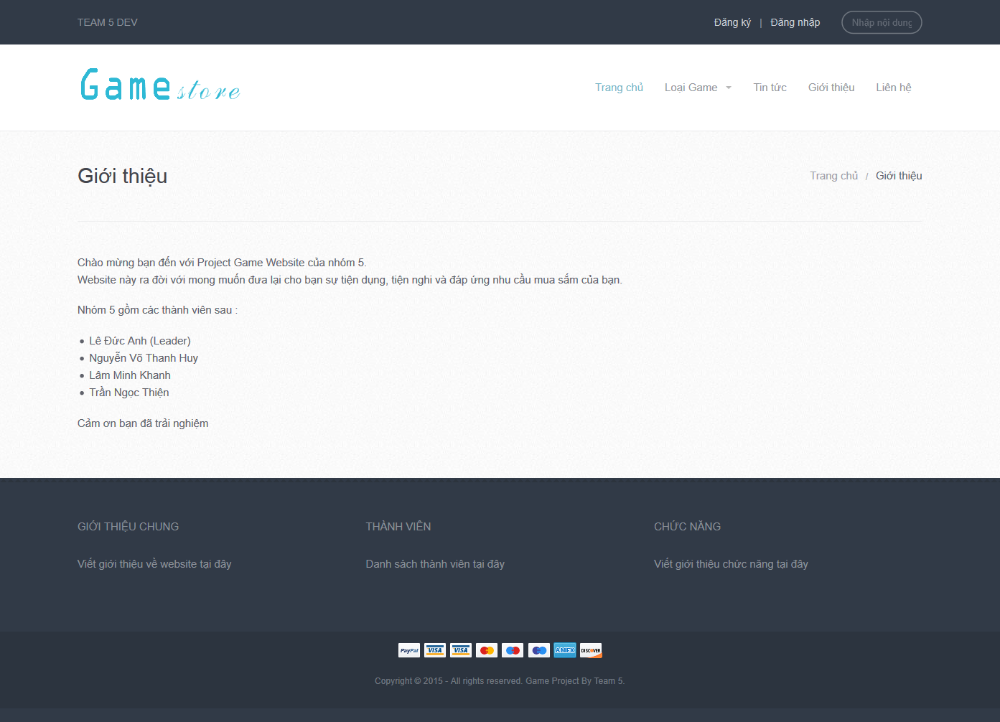 TEAM 5 DEV
Đăng ký | Đăng nhập
Nhập nội dung
Game store
Trang chủ
Loại Game
Tin tức
Giới thiệu
Liên hệ
Giới thiệu
Trang chủ / Giới thiệu
Chào mừng bạn đến với Project Game Website của nhóm 5.
Website này ra đời với mong muốn đưa lại cho bạn sự tiện dụng, tiện nghi và đáp ứng nhu cầu mua sắm của bạn.
Nhóm 5 gồm các thành viên sau :
• Lê Đức Anh (Leader)
• Nguyễn Võ Thanh Huy
• Lâm Minh Khanh
• Trần Ngọc Thiện
Cảm ơn bạn đã trải nghiệm
GIỚI THIỆU CHUNG
Viết giới thiệu về website tại đây
THÀNH VIÊN
Danh sách thành viên tại đây
CHỨC NĂNG
Viết giới thiệu chức năng tại đây
PayPal VISA VISA AMEX DISCOVER
Copyright © 2015 - All rights reserved. Game Project By Team 5.